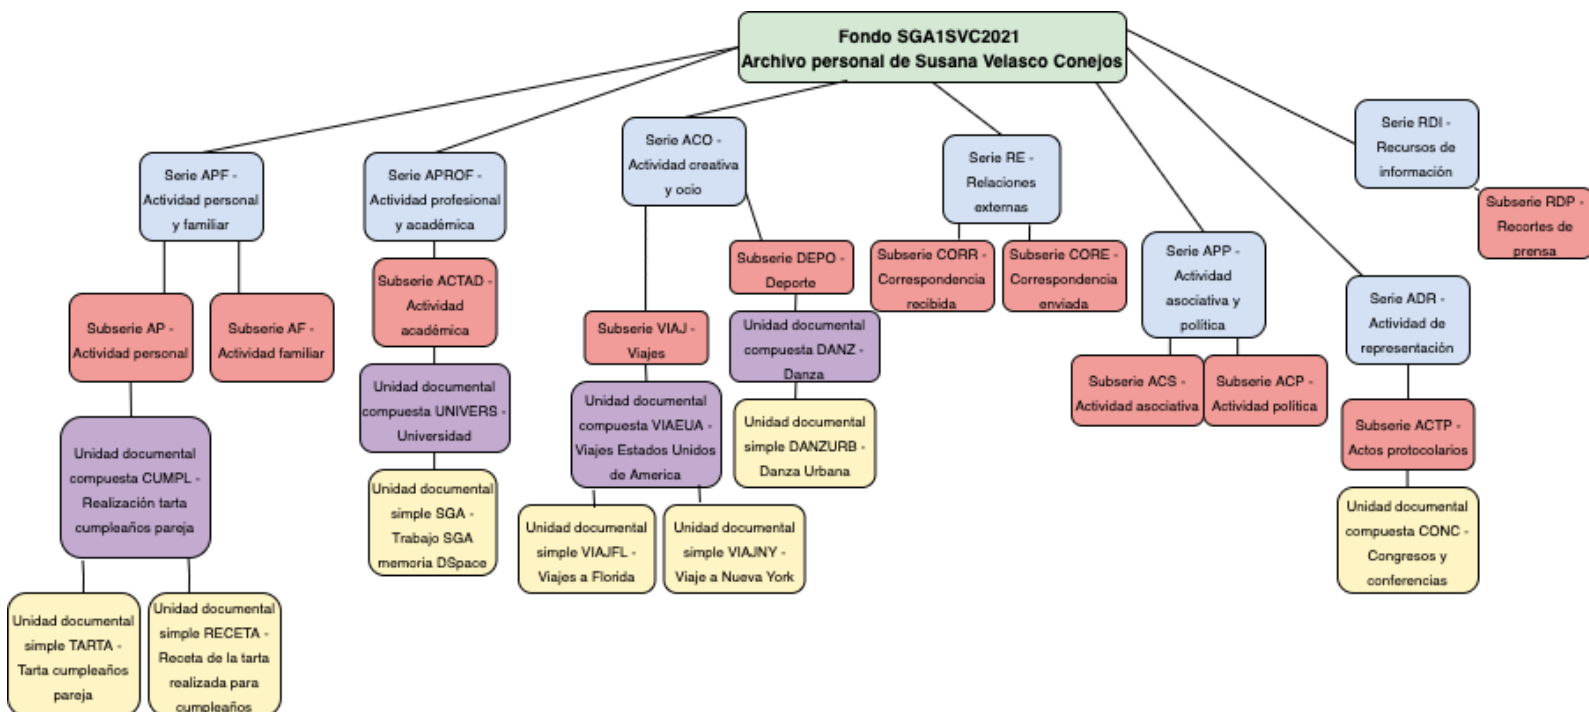 Fondo SGA1SVC2021
Archivo personal de Susana Velasco Conejos
Serie APF -
Actividad personal
y familiar
Serie APROF -
Actividad profesional
y académica
Serie ACO -
Actividad creativa
y ocio
Serie RE -
Relaciones
externas
Serie APP -
Actividad
asociativa y
política
Serie ADR -
Actividad de
representación
Serie RDI -
Recursos de
información
Subserie RDP -
Recortes de
prensa
Subserie AP -
Actividad personal
Subserie AF -
Actividad familiar
Subserie ACTAD -
Actividad
académica
Subserie VIAJ -
Viajes
Subserie DEPO -
Deporte
Subserie CORR -
Correspondencia
recibida
Subserie CORE -
Correspondencia
enviada
Subserie ACS -
Actividad asociativa
Subserie ACP -
Actividad política
Subserie ACTP -
Actos protocolarios
Unidad documental
compuesta CUMPL -
Realización tarta
cumpleaños pareja
Unidad documental
compuesta UNIVERS -
Universidad
Unidad documental
compuesta VIAEUA -
Viajes Estados Unidos
de America
Unidad documental
compuesta DANZ -
Danza
Unidad documental
simple TARTA -
Tarta cumpleaños
pareja
Unidad documental
simple RECETA -
Receta de la tarta
realizada para
cumpleaños
Unidad documental
simple SGA -
Trabajo SGA
memoria DSpace
Unidad documental
simple VIAJFL -
Viajes a Florida
Unidad documental
simple VIAJNY -
Viaje a Nueva York
Unidad documental
simple DANZURB -
Danza Urbana
Unidad documental
compuesta CONC -
Congresos y
conferencias